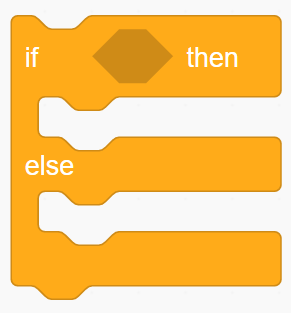 if then
else